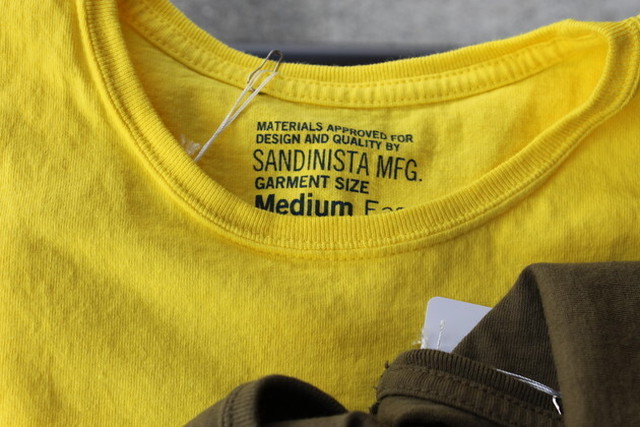 MATERIALS APPROVED FOR
DESIGN AND QUALITY BY
SANDINISTA MFG.
GARMENT SIZE
Medium